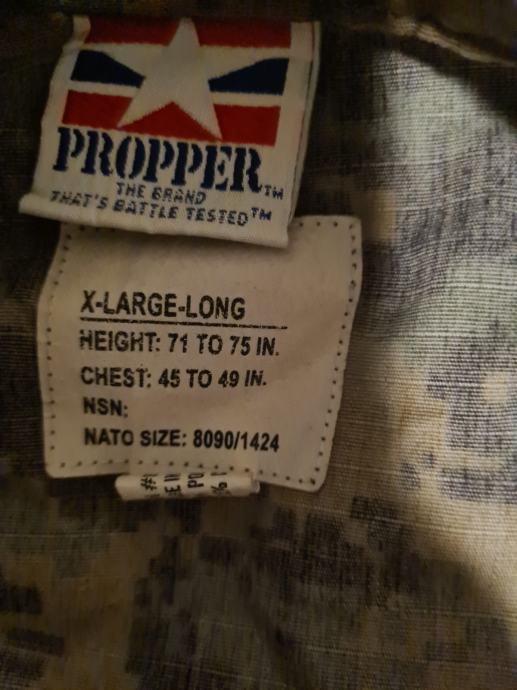 PROPPER™
THE BRAND
THAT'S BATTLE TESTED™
X-LARGE-LONG
HEIGHT: 71 TO 75 IN.
CHEST: 45 TO 49 IN.
NSN:
NATO SIZE: 8090/1424